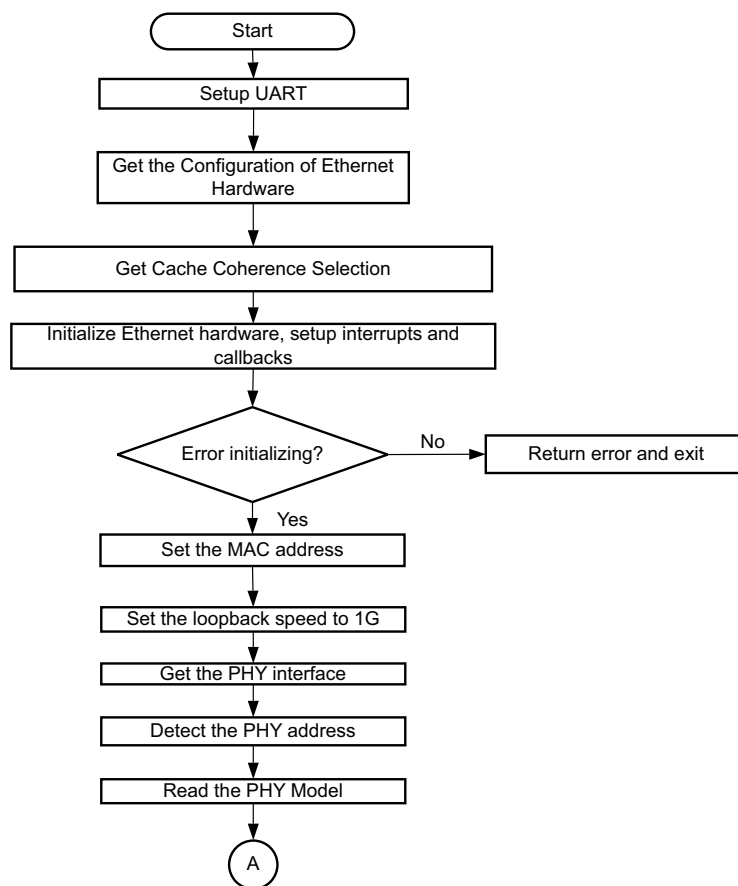 Start
Setup UART
Get the Configuration of Ethernet
Hardware
Get Cache Coherence Selection
Initialize Ethernet hardware, setup interrupts and
callbacks
Error initializing?
No
Return error and exit
Yes
Set the MAC address
Set the loopback speed to 1G
Get the PHY interface
Detect the PHY address
Read the PHY Model
A